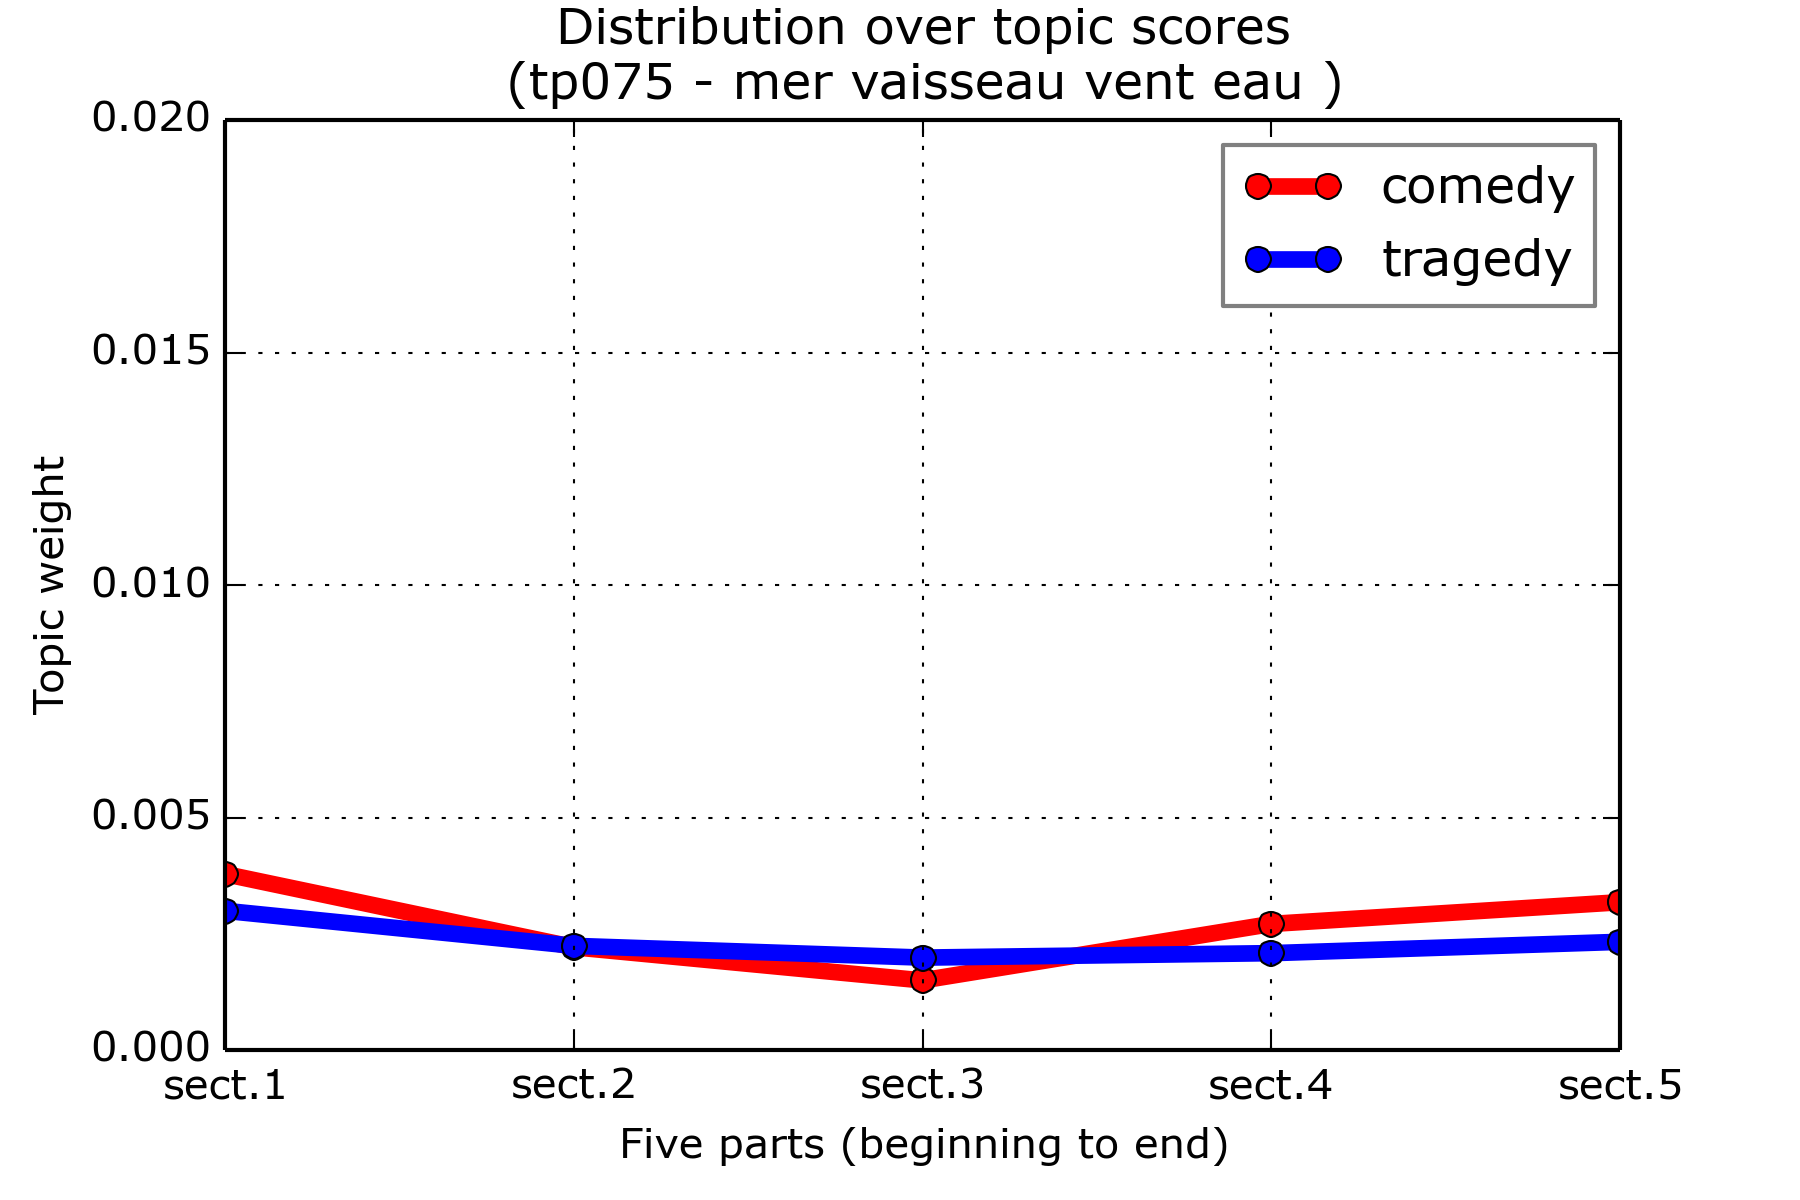 Distribution over topic scores
(tp075 - mer vaisseau vent eau )
0.020
comedy
tragedy
0.015
0.010
0.005
0.000
Topic weight
sect.1 sect.2 sect.3 sect.4 sect.5
Five parts (beginning to end)